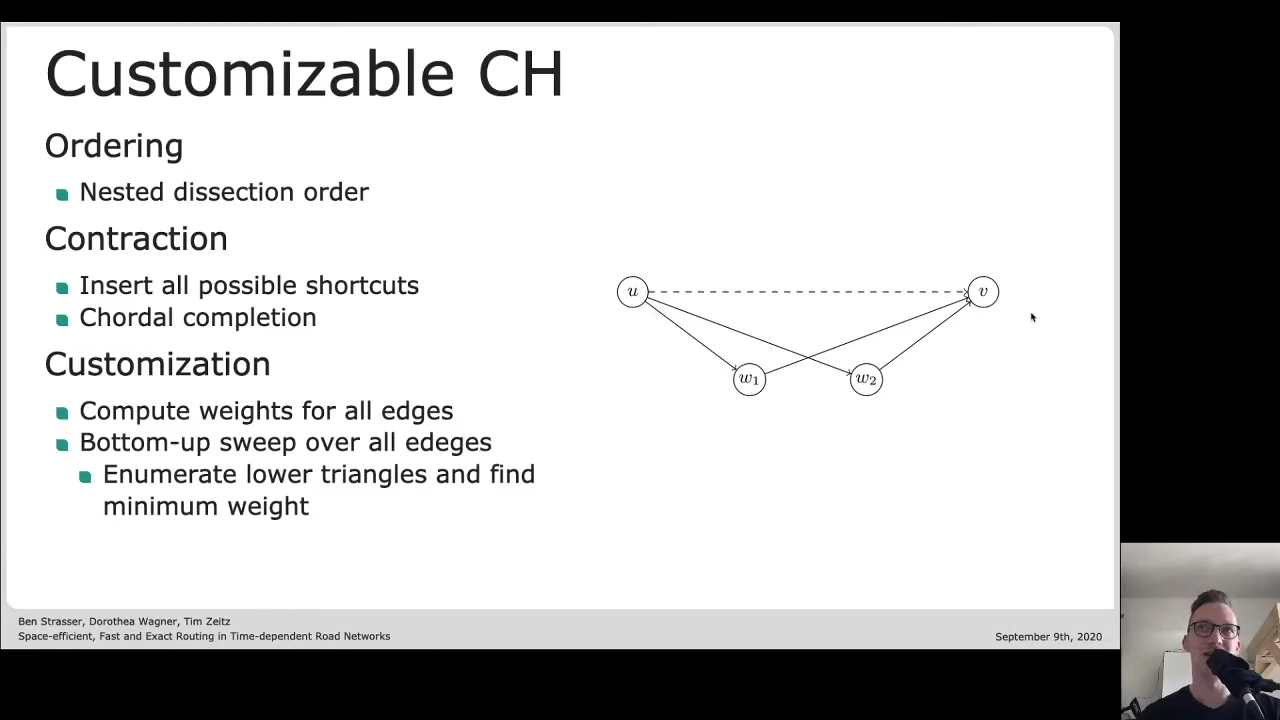 Customizable CH
Ordering
Nested dissection order
Contraction
Insert all possible shortcuts
Chordal completion
Customization
Compute weights for all edges
Bottom-up sweep over all edeges
Enumerate lower triangles and find
minimum weight
u
v
w₁
w₂
Ben Strasser, Dorothea Wagner, Tim Zeitz
Space-efficient, Fast and Exact Routing in Time-dependent Road Networks
September 9th, 2020